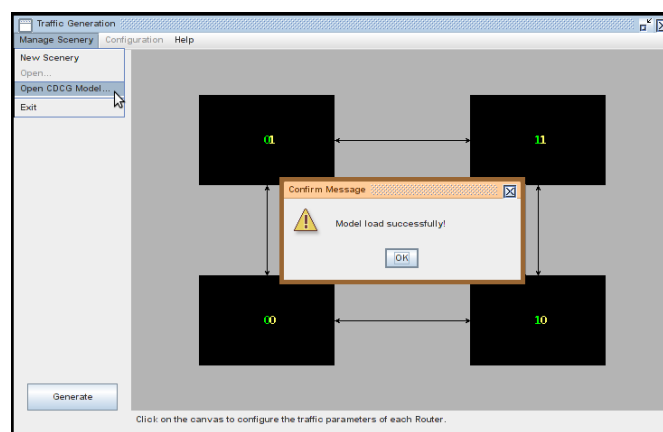 Traffic Generation
Manage Scenery Configuration Help
New Scenery
Open...
Open CDCG Model...
Exit
01 11
Confirm Message
Model load successfully!
OK
00 10
Generate
Click on the canvas to configure the traffic parameters of each Router.